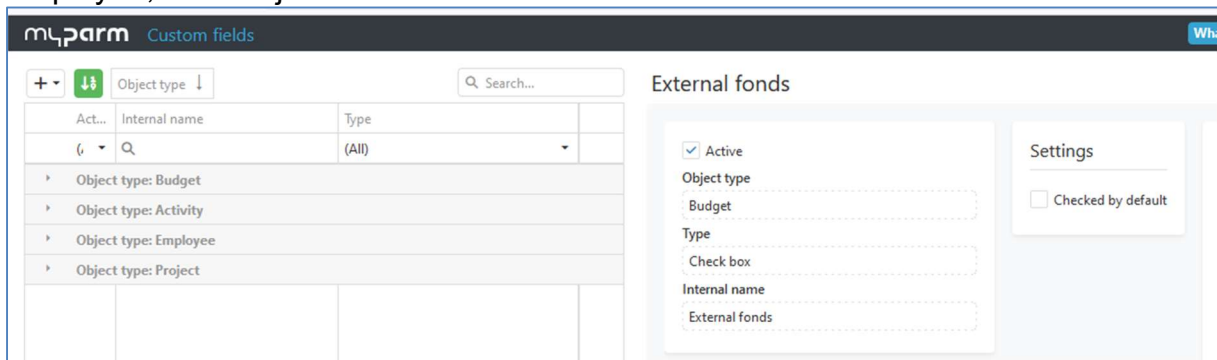 myparm Custom fields
Object type
Search...
Act... Internal name Type
(All)
Object type: Budget
Object type: Activity
Object type: Employee
Object type: Project
External fonds
Active
Object type
Budget
Type
Check box
Internal name
External fonds
Settings
Checked by default